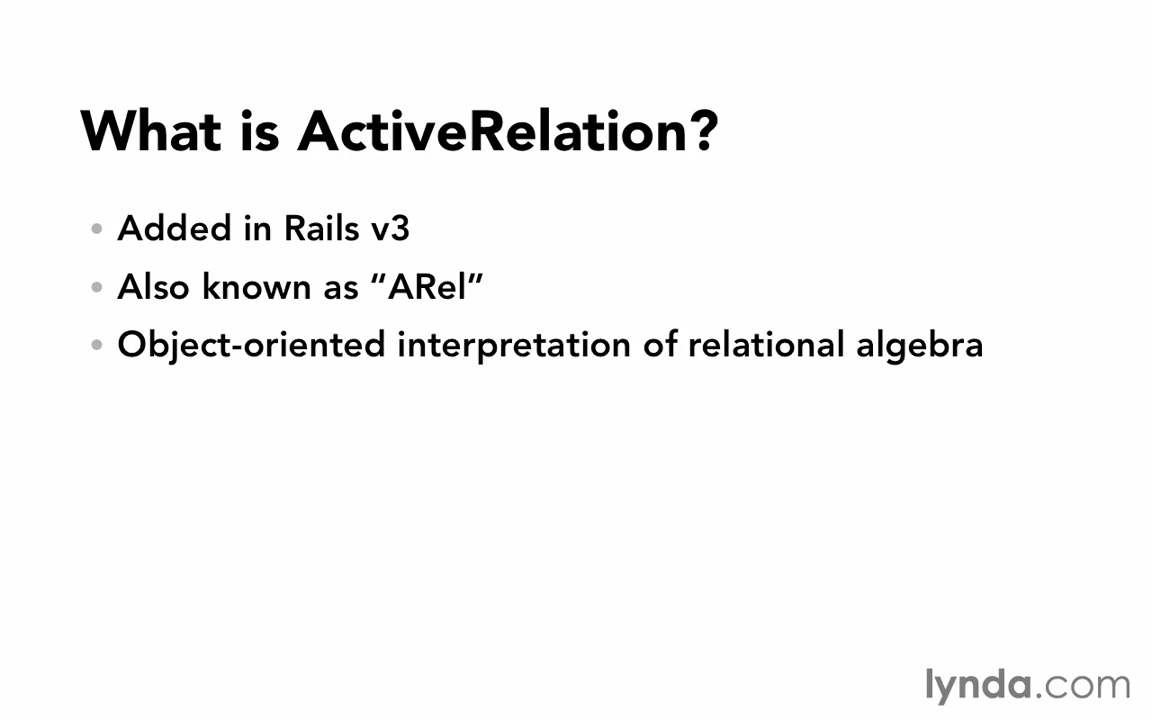 What is ActiveRelation?
• Added in Rails v3
• Also known as “ARel”
• Object-oriented interpretation of relational algebra
lynda.com